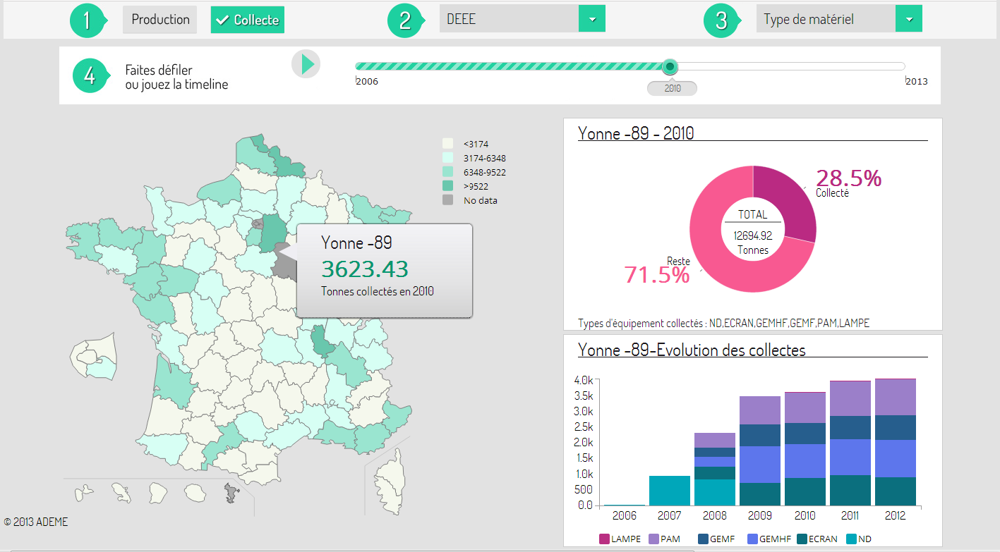 1 Production Collecte 2 DEEE 3 Type de matériel
4 Faites défiler
ou jouez la timeline
2006 2013
2010
<3174
3174-6348
6348-9522
>9522
No data
Yonne -89
3623.43
Tonnes collectés en 2010
Yonne -89 - 2010
28.5%
Collecté
TOTAL
12694.92
Tonnes
Reste
71.5%
Types d'équipement collectés : ND,ECRAN,GEMHF,GEMF,PAM,LAMPE
Yonne -89-Evolution des collectes
4.0k
3.5k
3.0k
2.5k
2.0k
1.5k
1.0k
500
0.0
2006 2007 2008 2009 2010 2011 2012
LAMPE PAM GEMF GEMHF ECRAN ND
© 2013 ADEME